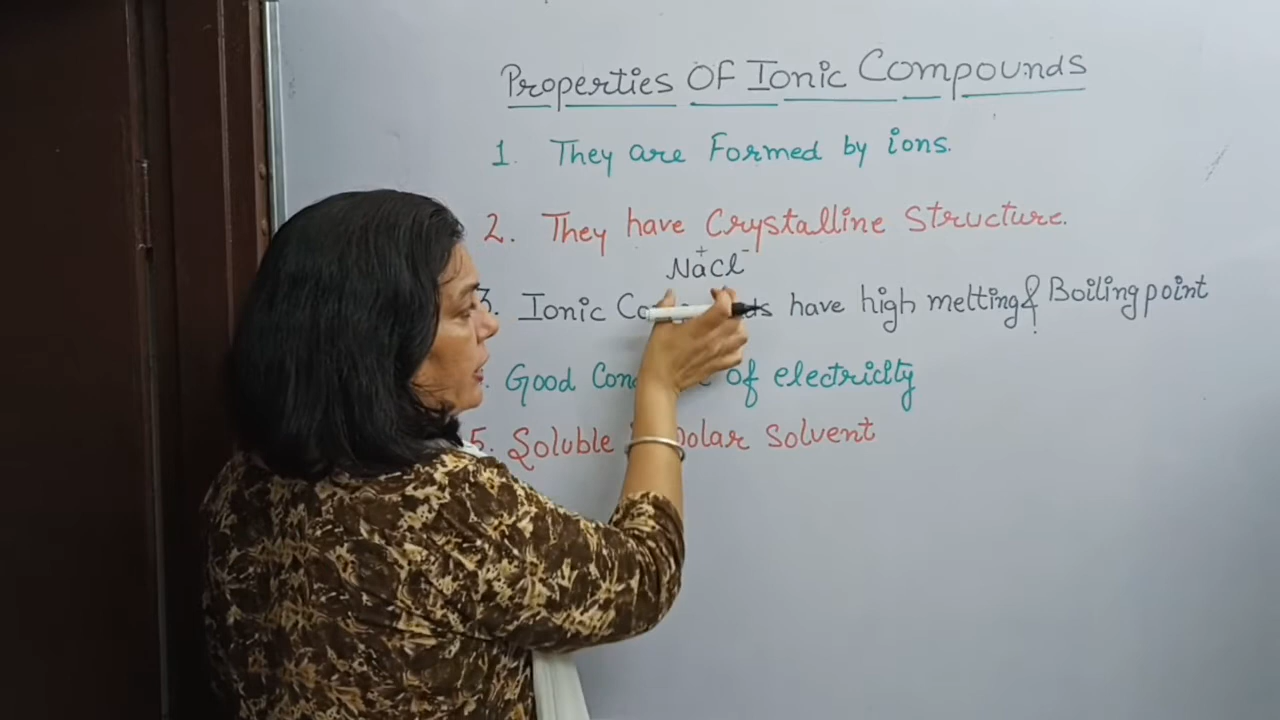 Properties OF Ionic Compounds
1. They are Formed by ions.
2. They have Crystalline Structure.
Na⁺Cl⁻
3. Ionic have high melting & Boiling point
Good of electricity
5. Soluble Polar Solvent